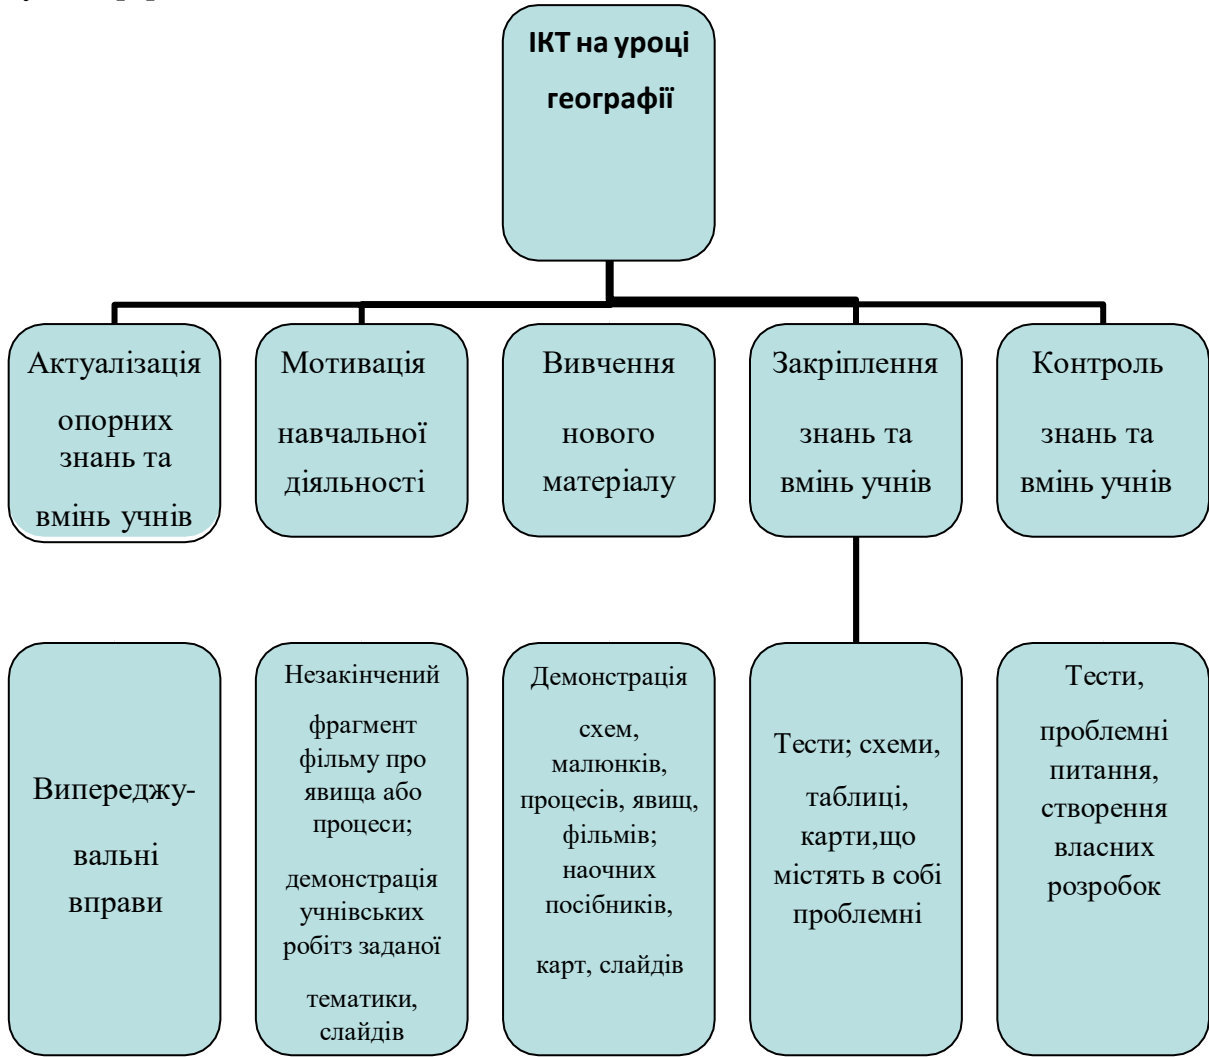 ІКТ на уроці
географії
Актуалізація
опорних
знань та
вмінь учнів
Мотивація
навчальної
діяльності
Вивчення
нового
матеріалу
Закріплення
знань та
вмінь учнів
Контроль
знань та
вмінь учнів
Випереджу-
вальні
вправи
Незакінчений
фрагмент
фільму про
явища або
процеси;
демонстрація
учнівських
робітз заданої
тематики,
слайдів
Демонстрація
схем,
малюнків,
процесів, явищ,
фільмів;
наочних
посібників,
карт, слайдів
Тести; схеми,
таблиці,
карти,що
містять в собі
проблемні
Тести,
проблемні
питання,
створення
власних
розробок